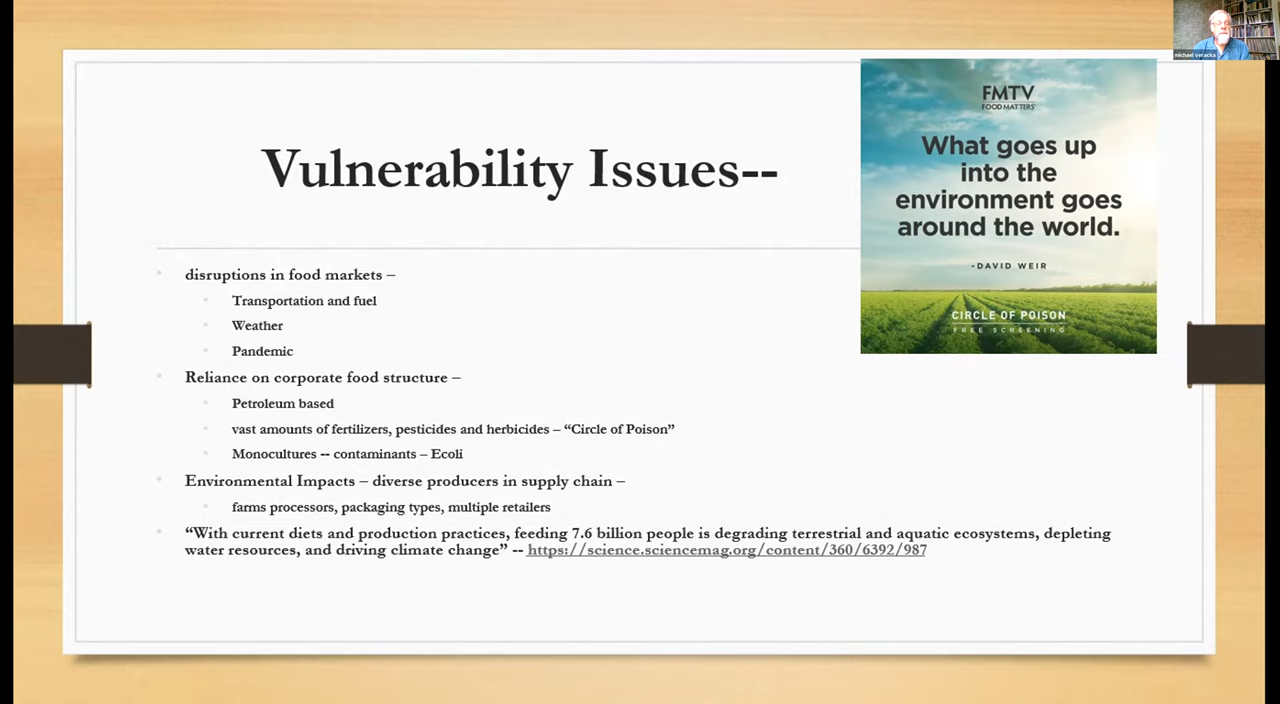 michael veracka
FMTV
FOOD MATTERS
What goes up
into the
environment goes
around the world.
-DAVID WEIR
CIRCLE OF POISON
FREE SCREENING
Vulnerability Issues--
disruptions in food markets –
Transportation and fuel
Weather
Pandemic
Reliance on corporate food structure –
Petroleum based
vast amounts of fertilizers, pesticides and herbicides – “Circle of Poison”
Monocultures -- contaminants – Ecoli
Environmental Impacts – diverse producers in supply chain –
farms processors, packaging types, multiple retailers
“With current diets and production practices, feeding 7.6 billion people is degrading terrestrial and aquatic ecosystems, depleting
water resources, and driving climate change” -- https://science.sciencemag.org/content/360/6392/987